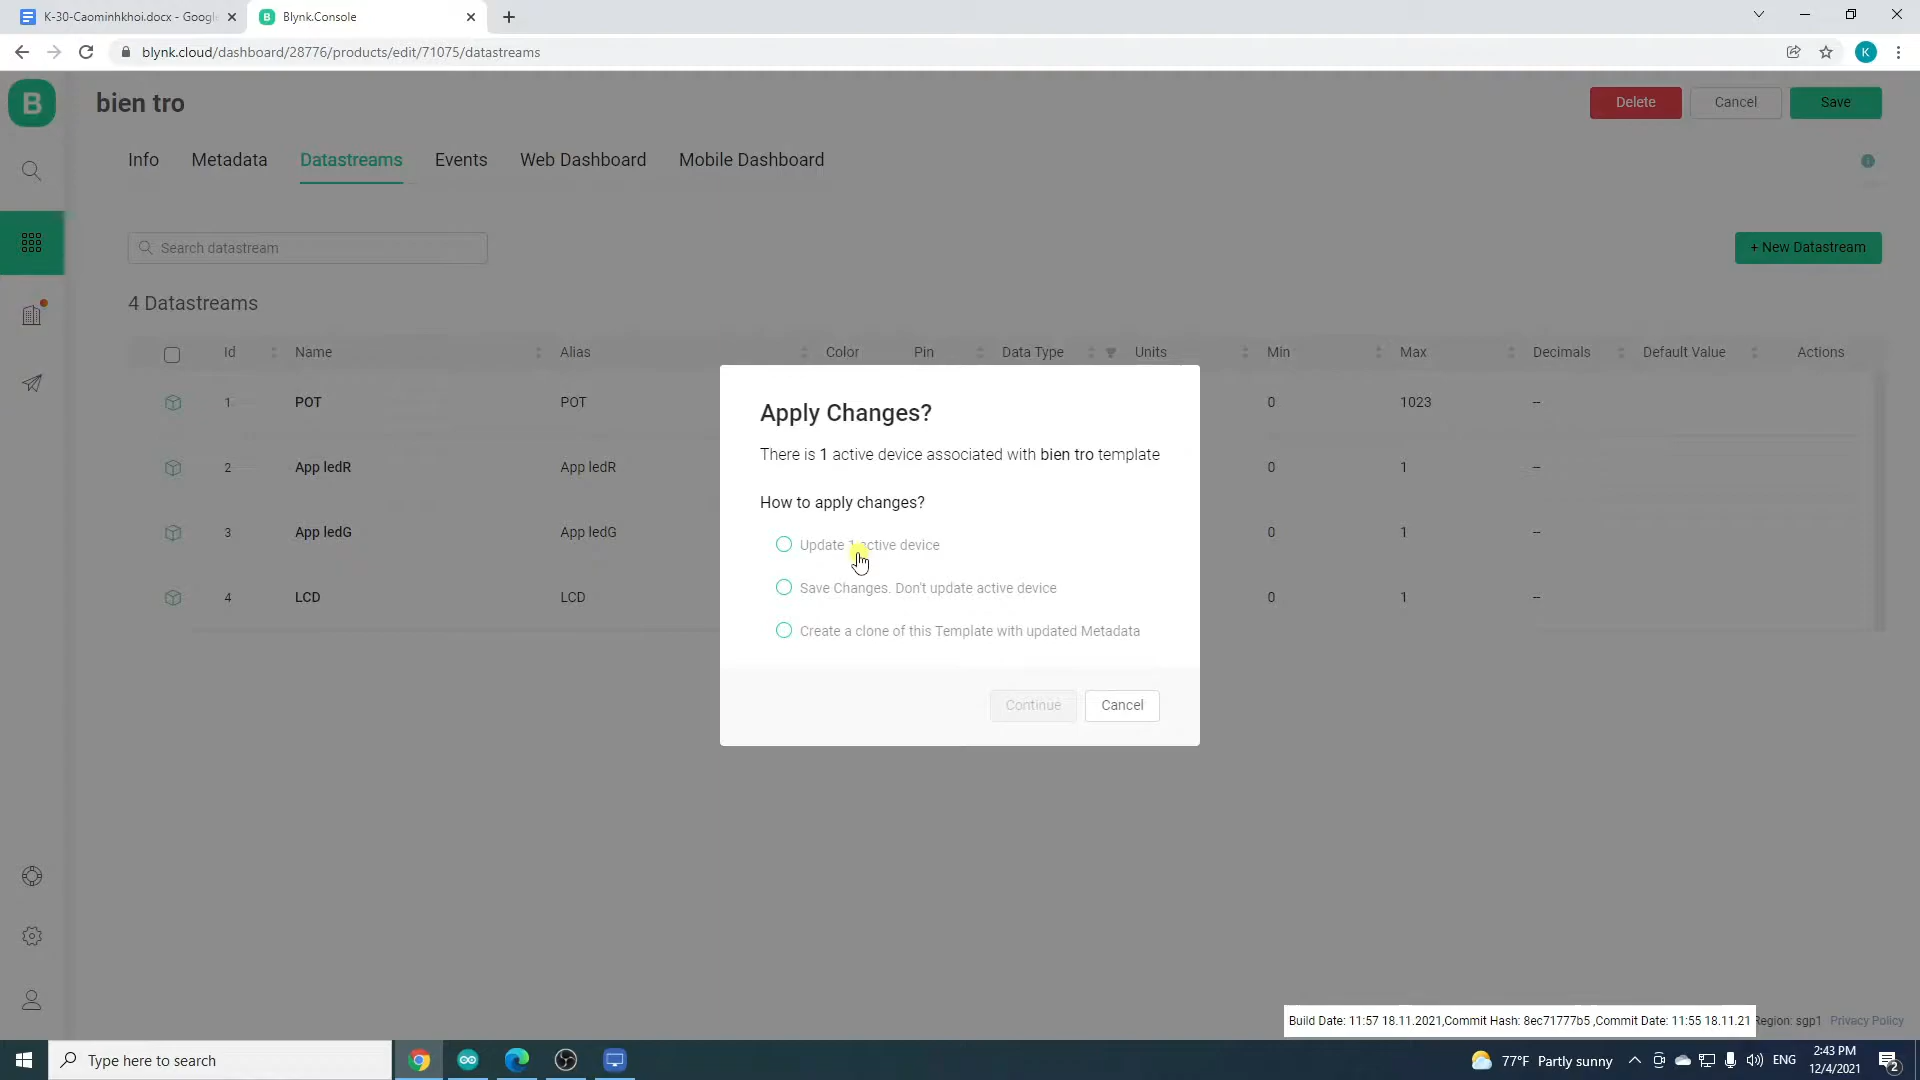 K-30-Caominhkhoi.docx - Googl
Blynk.Console
blynk.cloud/dashboard/28776/products/edit/71075/datastreams
K
B
bien tro
Delete
Cancel
Save
Info
Metadata
Datastreams
Events
Web Dashboard
Mobile Dashboard
Search datastream
+ New Datastream
4 Datastreams
Id
Name
Alias
Color
Pin
Data Type
Units
Min
Max
Decimals
Default Value
Actions
1
POT
POT
0
1023
--
2
App ledR
App ledR
0
1
--
3
App ledG
App ledG
0
1
--
4
LCD
LCD
0
1
--
Apply Changes?
There is 1 active device associated with bien tro template
How to apply changes?
Update 1 active device
Save Changes. Don't update active device
Create a clone of this Template with updated Metadata
Continue
Cancel
Build Date: 11:57 18.11.2021,Commit Hash: 8ec71777b5 ,Commit Date: 11:55 18.11.21
Region: sgp1
Privacy Policy
Type here to search
77°F Partly sunny
ENG
2:43 PM
12/4/2021
2